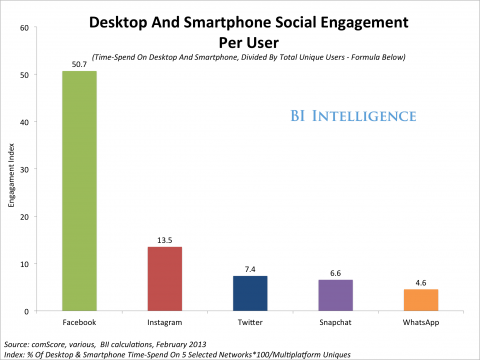 Desktop And Smartphone Social Engagement
Per User
(Time-Spend On Desktop And Smartphone, Divided By Total Unique Users - Formula Below)
60
50
40
30
20
10
0
Engagament Index
50.7
13.5
7.4
6.6
4.6
BI INTELLIGENCE
Facebook
Instagram
Twitter
Snapchat
WhatsApp
Source: comScore, various, BII calculations, February 2013
Index: % Of Desktop & Smartphone Time-Spend On 5 Selected Networks*100/Multiplatform Uniques